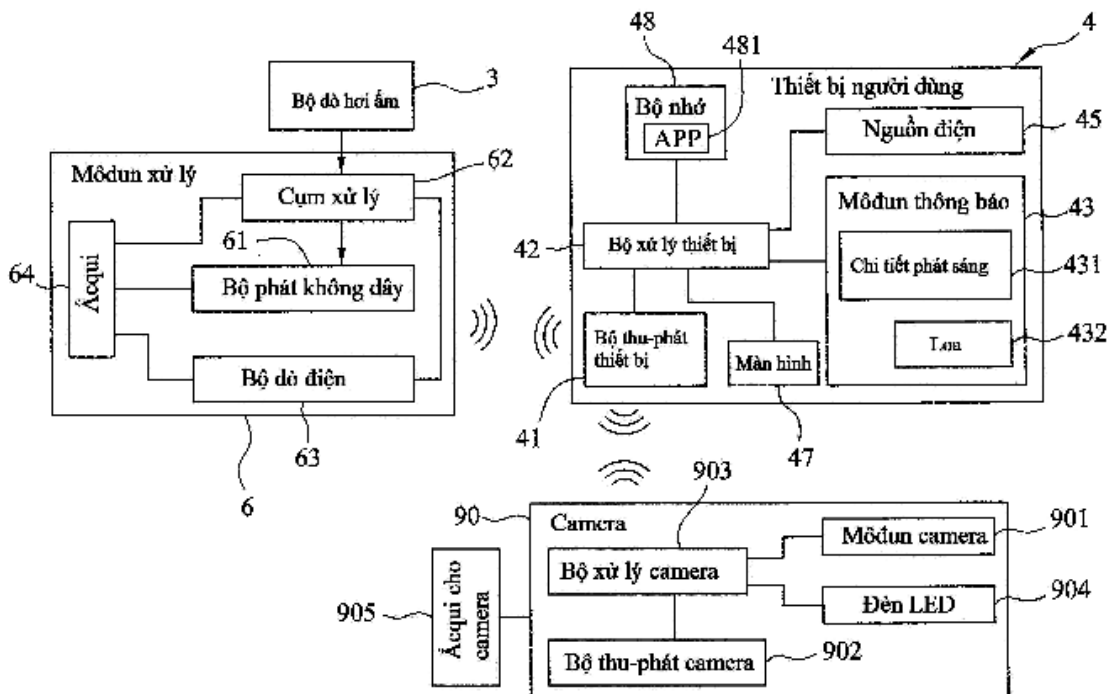 48
481
4
3
Bộ dò hơi ẩm
Thiết bị người dùng
Bộ nhớ
APP
Nguồn điện
45
62
Môđun xử lý
Cụm xử lý
Môđun thông báo
43
61
42
Bộ xử lý thiết bị
Chi tiết phát sáng
431
64
Ắcqui
Bộ phát không dây
Bộ thu-phát
thiết bị
Màn hình
Loa
432
Bộ dò điện
41
47
63
6
903
90
Camera
901
Môđun camera
Bộ xử lý camera
904
Đèn LED
905
Ắcqui cho
camera
Bộ thu-phát camera
902